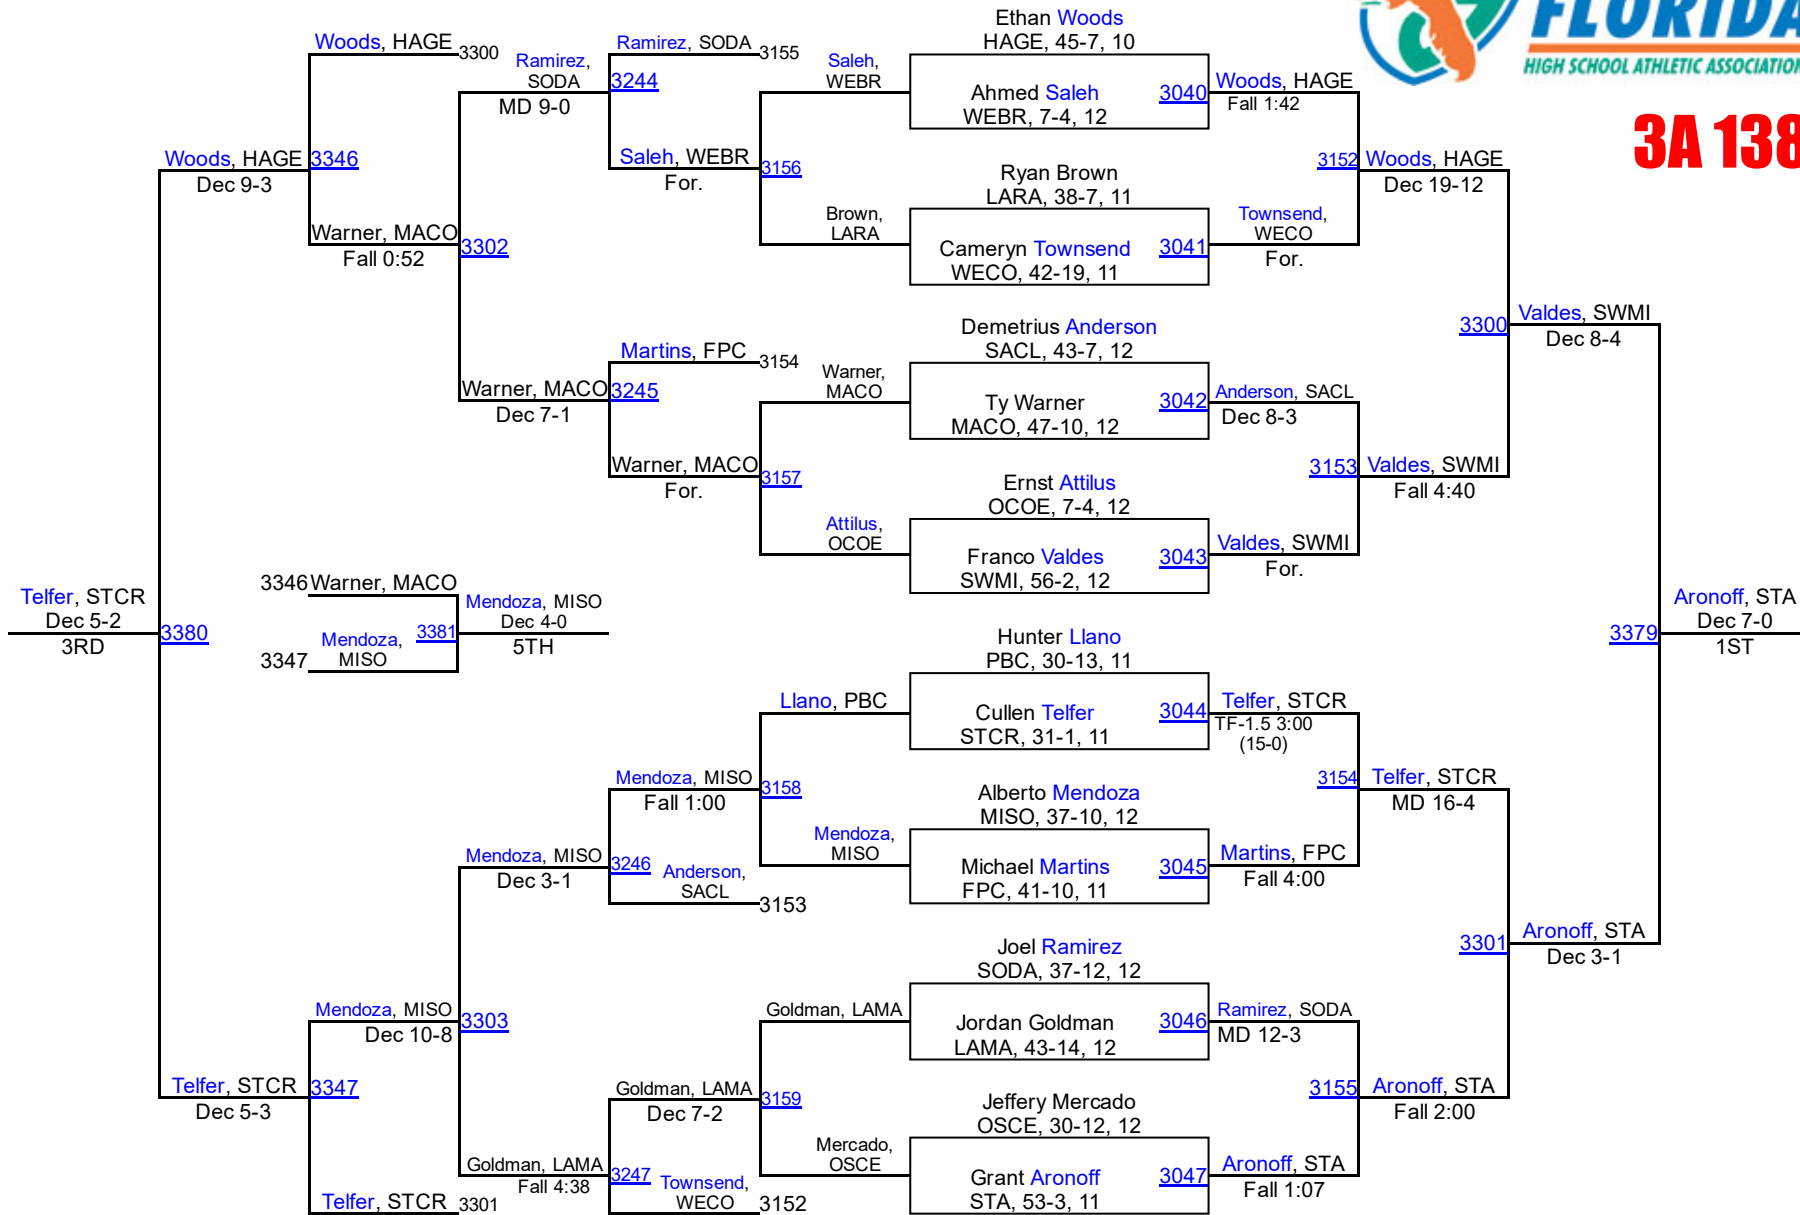 FLORIDA
HIGH SCHOOL ATHLETIC ASSOCIATION
3A 138
Ethan Woods
HAGE, 45-7, 10
Ahmed Saleh
WEBR, 7-4, 12
3040
Ryan Brown
LARA, 38-7, 11
Cameryn Townsend
WECO, 42-19, 11
3041
Demetrius Anderson
SACL, 43-7, 12
Ty Warner
MACO, 47-10, 12
3042
Ernst Attilus
OCOE, 7-4, 12
Franco Valdes
SWMI, 56-2, 12
3043
Hunter Llano
PBC, 30-13, 11
Cullen Telfer
STCR, 31-1, 11
3044
Alberto Mendoza
MISO, 37-10, 12
Michael Martins
FPC, 41-10, 11
3045
Joel Ramirez
SODA, 37-12, 12
Jordan Goldman
LAMA, 43-14, 12
3046
Jeffery Mercado
OSCE, 30-12, 12
Grant Aronoff
STA, 53-3, 11
3047
Woods, HAGE
Fall 1:42
Townsend,
WECO
For.
Anderson, SACL
Dec 8-3
Valdes, SWMI
For.
Telfer, STCR
TF-1.5 3:00
(15-0)
Martins, FPC
Fall 4:00
Ramirez, SODA
MD 12-3
Aronoff, STA
Fall 1:07
3152
Woods, HAGE
Dec 19-12
3153
Valdes, SWMI
Fall 4:40
3154
Telfer, STCR
MD 16-4
3155
Aronoff, STA
Fall 2:00
3300
Valdes, SWMI
Dec 8-4
3301
Aronoff, STA
Dec 3-1
3379
Aronoff, STA
Dec 7-0
1ST
Saleh,
WEBR
3156
Brown,
LARA
Warner,
MACO
3157
Attilus,
OCOE
Llano, PBC
3158
Mendoza,
MISO
Goldman, LAMA
3159
Mercado,
OSCE
Ramirez, SODA
3155
3244
Saleh, WEBR
For.
Martins, FPC
3154
3245
Warner, MACO
For.
Mendoza, MISO
Fall 1:00
3246
Anderson,
SACL
3153
Goldman, LAMA
Dec 7-2
3247
Townsend,
WECO
3152
Ramirez,
SODA
MD 9-0
3302
Warner, MACO
Dec 7-1
Mendoza, MISO
Dec 3-1
3303
Goldman, LAMA
Fall 4:38
Woods, HAGE
3300
3346
Warner, MACO
Fall 0:52
Mendoza, MISO
Dec 10-8
3347
Telfer, STCR
3301
Woods, HAGE
Dec 9-3
Telfer, STCR
Dec 5-3
3380
Telfer, STCR
Dec 5-2
3RD
3346
Warner, MACO
3347
Mendoza,
MISO
3381
Mendoza, MISO
Dec 4-0
5TH